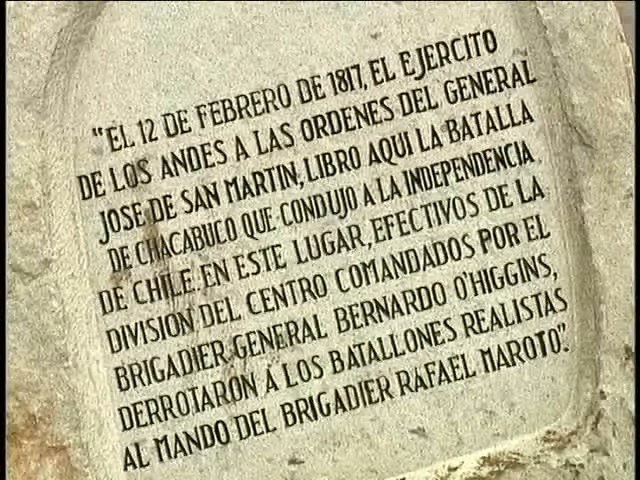 "EL 12 DE FEBRERO DE 1817, EL EJERCITO
DE LOS ANDES A LAS ORDENES DEL GENERAL
JOSE DE SAN MARTIN, LIBRO AQUI LA BATALLA
DE CHACABUCO QUE CONDUJO A LA INDEPENDENCIA
DE CHILE. EN ESTE LUGAR, EFECTIVOS DE LA
DIVISION DEL CENTRO COMANDADOS POR EL
BRIGADIER GENERAL BERNARDO O'HIGGINS,
DERROTARON A LOS BATALLONES REALISTAS
AL MANDO DEL BRIGADIER RAFAEL MAROTO".